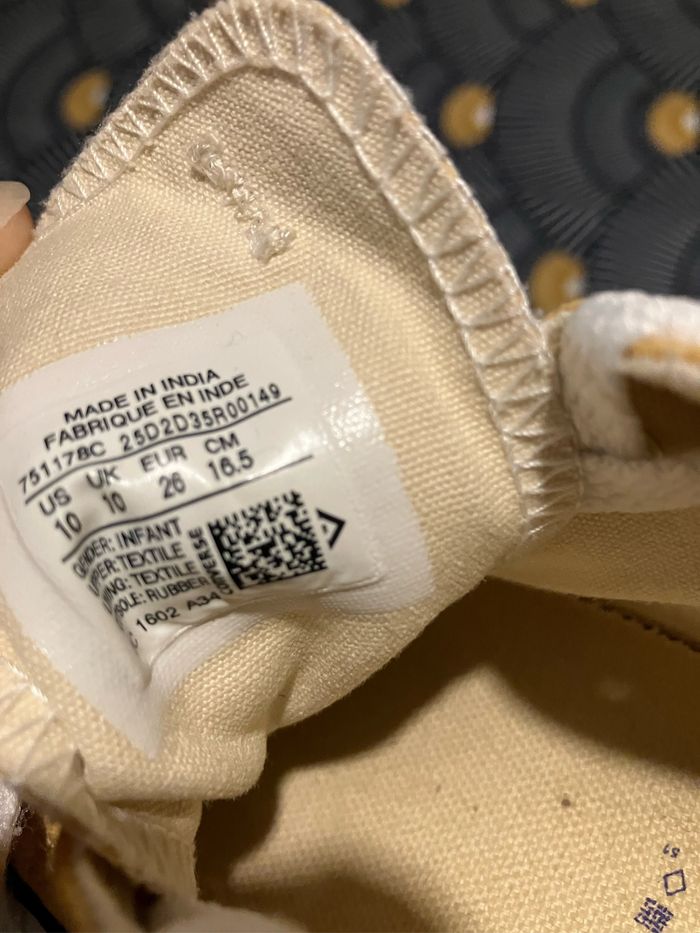 MADE IN INDIA
FABRIQUE EN INDE
751178C 25D2D35R00149
US UK EUR CM
10 10 26 16.5
GENDER: INFANT
UPPER: TEXTILE
LINING: TEXTILE
SOLE: RUBBER
1602 A34
CONVERSE